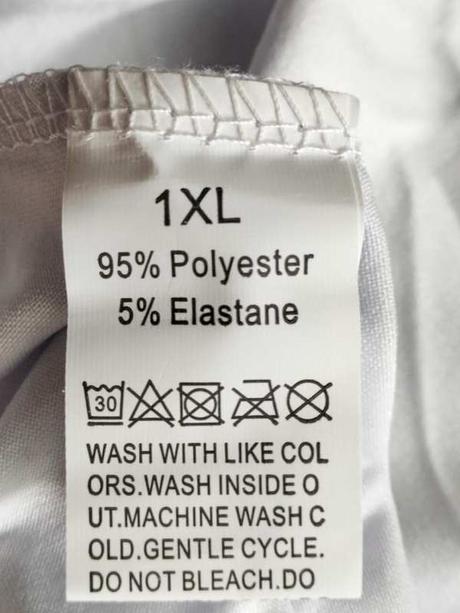 1XL
95% Polyester
5% Elastane
30
WASH WITH LIKE COL
ORS.WASH INSIDE O
UT.MACHINE WASH C
OLD.GENTLE CYCLE.
DO NOT BLEACH.DO